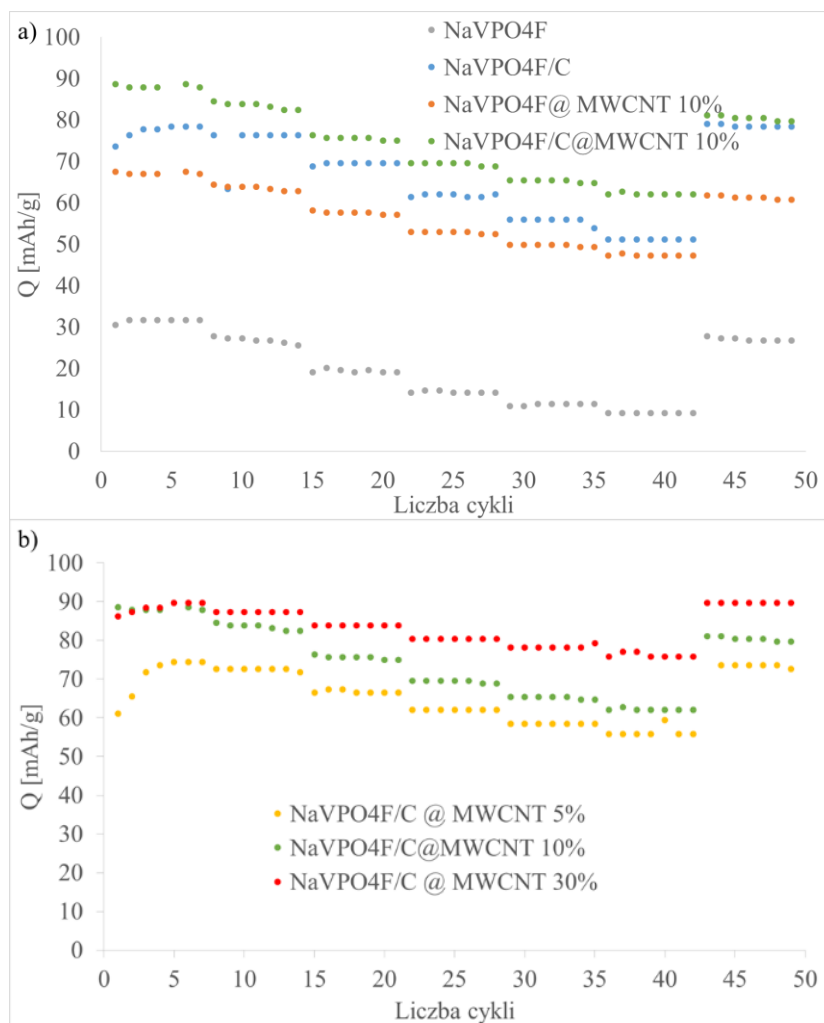 a)
NaVPO4F
NaVPO4F/C
NaVPO4F@ MWCNT 10%
NaVPO4F/C@MWCNT 10%
Q [mAh/g]
100
90
80
70
60
50
40
30
20
10
0
0 5 10 15 20 25 30 35 40 45 50
Liczba cykli
b)
Q [mAh/g]
100
90
80
70
60
50
40
30
20
10
0
NaVPO4F/C @ MWCNT 5%
NaVPO4F/C@MWCNT 10%
NaVPO4F/C @ MWCNT 30%
0 5 10 15 20 25 30 35 40 45 50
Liczba cykli